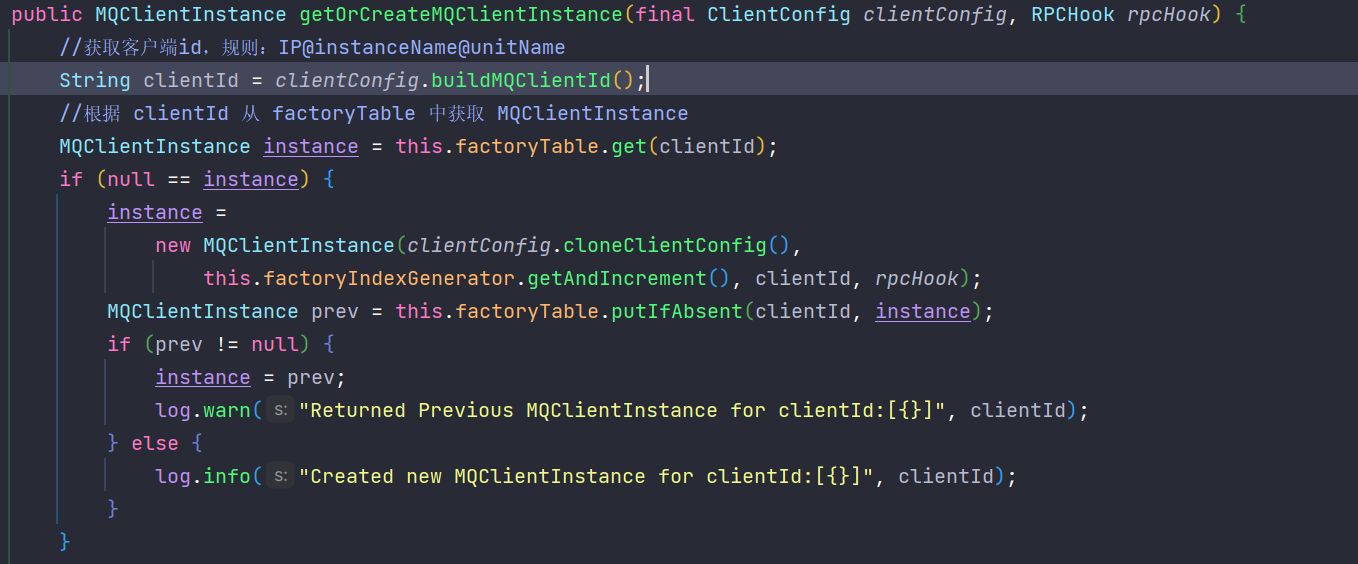 public MQClientInstance getOrCreateMQClientInstance(final ClientConfig clientConfig, RPCHook rpcHook) {
//获取客户端id，规则：IP@instanceName@unitName
String clientId = clientConfig.buildMQClientId();
//根据 clientId 从 factoryTable 中获取 MQClientInstance
MQClientInstance instance = this.factoryTable.get(clientId);
if (null == instance) {
instance =
new MQClientInstance(clientConfig.cloneClientConfig(),
this.factoryIndexGenerator.getAndIncrement(), clientId, rpcHook);
MQClientInstance prev = this.factoryTable.putIfAbsent(clientId, instance);
if (prev != null) {
instance = prev;
log.warn( s: "Returned Previous MQClientInstance for clientId:[{}]", clientId);
} else {
log.info( s: "Created new MQClientInstance for clientId:[{}]", clientId);
}
}